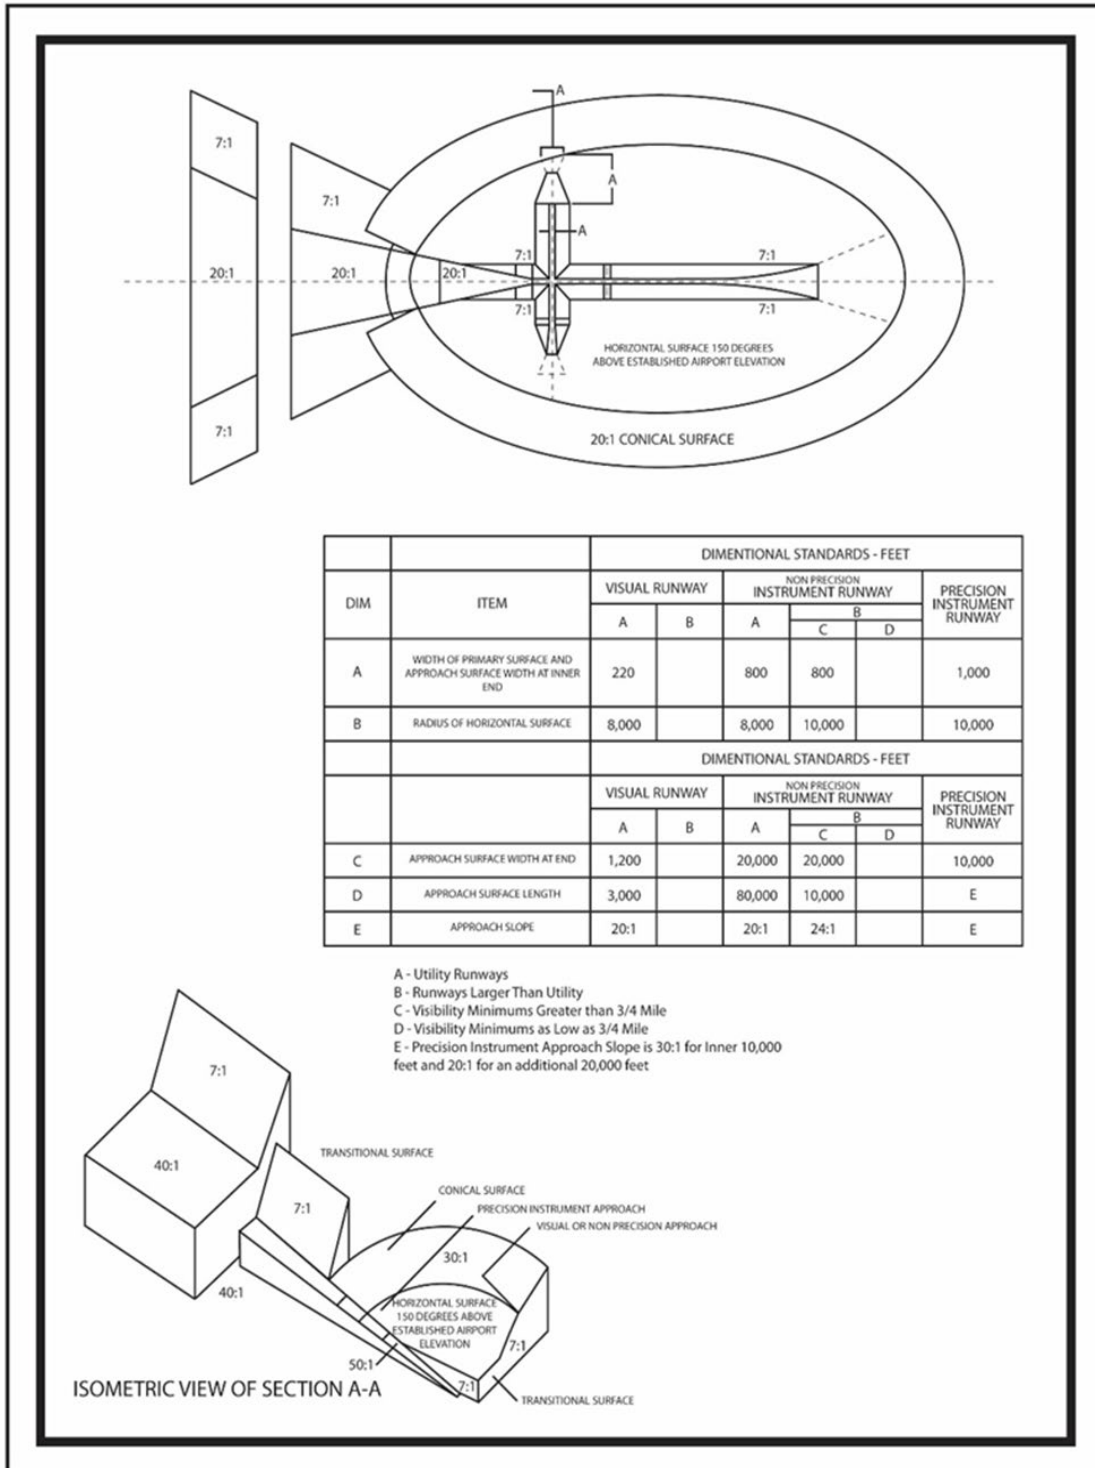 A
7:1
7:1
A
A
7:1
7:1
20:1
20:1
20:1
7:1
7:1
HORIZONTAL SURFACE 150 DEGREES
ABOVE ESTABLISHED AIRPORT ELEVATION
7:1
20:1 CONICAL SURFACE
DIMENTIONAL STANDARDS - FEET
DIM
ITEM
VISUAL RUNWAY
NON PRECISION
INSTRUMENT RUNWAY
PRECISION
INSTRUMENT
RUNWAY
A B A B
C D
A WIDTH OF PRIMARY SURFACE AND
APPROACH SURFACE WIDTH AT INNER
END
220 800 800 1,000
B RADIUS OF HORIZONTAL SURFACE 8,000 8,000 10,000 10,000
DIMENTIONAL STANDARDS - FEET
VISUAL RUNWAY
NON PRECISION
INSTRUMENT RUNWAY
PRECISION
INSTRUMENT
RUNWAY
A B A B
C D
C APPROACH SURFACE WIDTH AT END 1,200 20,000 20,000 10,000
D APPROACH SURFACE LENGTH 3,000 80,000 10,000 E
E APPROACH SLOPE 20:1 20:1 24:1 E
A - Utility Runways
B - Runways Larger Than Utility
C - Visibility Minimums Greater than 3/4 Mile
D - Visibility Minimums as Low as 3/4 Mile
E - Precision Instrument Approach Slope is 30:1 for Inner 10,000
feet and 20:1 for an additional 20,000 feet
7:1
TRANSITIONAL SURFACE
40:1
CONICAL SURFACE
7:1
PRECISION INSTRUMENT APPROACH
VISUAL OR NON PRECISION APPROACH
30:1
40:1
HORIZONTAL SURFACE
150 DEGREES ABOVE
ESTABLISHED AIRPORT
ELEVATION
7:1
50:1
7:1
ISOMETRIC VIEW OF SECTION A-A
TRANSITIONAL SURFACE